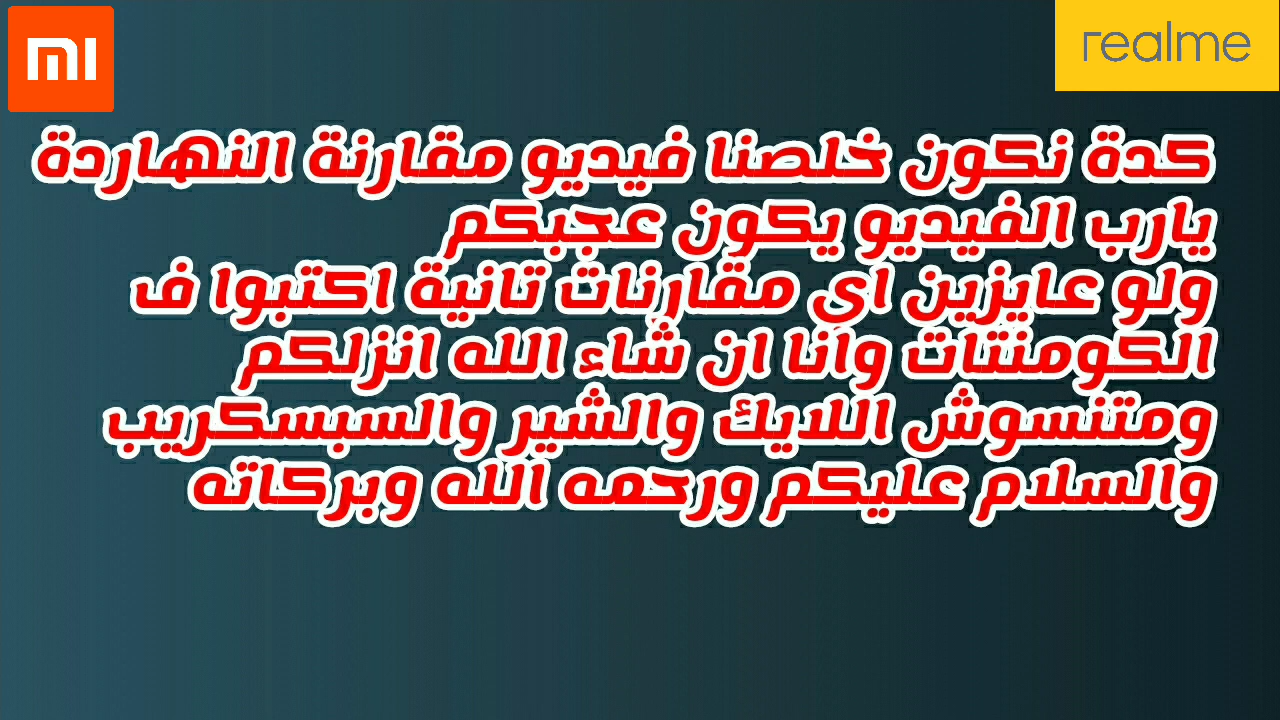 mi
realme
كدة نكون خلصنا فيديو مقارنة النهاردة
يارب الفيديو يكون عجبكم
ولو عايزين اى مقارنات تانية اكتبوا ف
الكومنتات وانا ان شاء الله انزلكم
ومتنسوش اللايك والشير والسبسكريب
والسلام عليكم ورحمه الله وبركاته